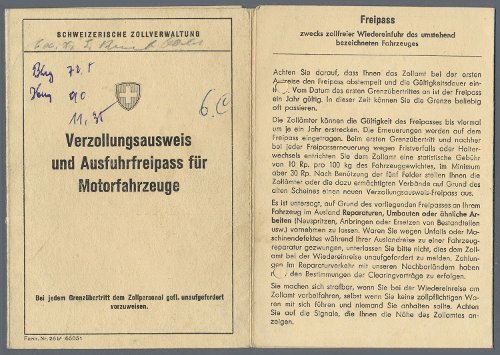 SCHWEIZERISCHE ZOLLVERWALTUNG
11.35
Verzollungsausweis
und Ausfuhrfreipass für
Motorfahrzeuge
Bei jedem Grenzübertritt dem Zollpersonal gefl. unaufgefordert
vorzuweisen.
Form. Nr.
Freipass
zwecks zollfreier Wiedereinfuhr des umstehend
bezeichneten Fahrzeuges
Achten Sie darauf, dass Ihnen das Zollamt bei der ersten
Ausreise den Freipass abstempelt und die Gültigkeitsdauer ein-
Vom Datum des ersten Grenzübertrittes an ist der Freipass
ein Jahr gültig. In dieser Zeit können Sie die Grenze beliebig
oft passieren.
Die Zollämter können die Gültigkeit des Freipasses bis viermal
um je ein Jahr erstrecken. Die Erneuerungen werden auf dem
Freipass eingetragen. Beim ersten Grenzübertritt und nachher
bei jeder Freipasserneuerung wegen Fristverfalls oder Halter-
wechsels entrichten Sie dem Zollamt eine statistische Gebühr
von 10 Rp. pro 100 kg des Fahrzeuggewichtes, im Minimum
aber 30 Rp. Nach Benützung der fünf Felder stellen Ihnen die
Zollämter oder die dazu ermächtigten Verbände auf Grund des
alten Scheines einen neuen Verzollungsausweis-Freipass aus.
Es ist untersagt, auf Grund des vorliegenden Freipasses an Ihrem
Fahrzeug im Ausland Reparaturen, Umbauten oder ähnliche Ar-
beiten (Neuspritzen, Anbringen oder Ersetzen von Bestandteilen
usw.) vornehmen zu lassen. Waren Sie wegen Unfalls oder Ma-
schinendefektes während Ihrer Auslandreise zu einer Fahrzeug-
reparatur gezwungen, unterlassen Sie bitte nicht, dies dem Zoll-
amt bei der Wiedereinfuhr unaufgefordert zu melden. Zahlun-
gen im Reparaturverkehr mit unseren Nachbarländern haben
den Bestimmungen der Clearingverträge zu erfolgen.
Sie machen sich strafbar, wenn Sie bei der Wiedereinreise am
Zollamt vorbeifahren, selbst wenn Sie keine zollpflichtigen Wa-
ren mit sich führen und niemand Sie anhalten sollte. Achten
Sie auf die Signale, die Ihnen die Nähe des Zollamtes an-
zeigen.